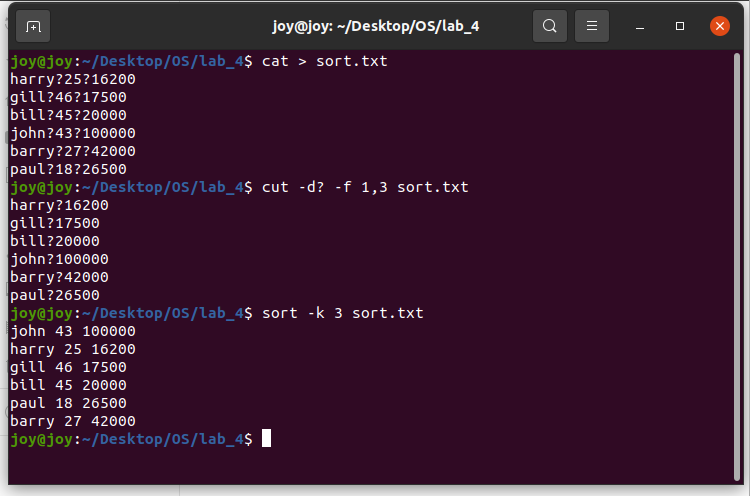 joy@joy: ~/Desktop/OS/lab_4
joy@joy:~/Desktop/OS/lab_4$ cat > sort.txt
harry?25?16200
gill?46?17500
bill?45?20000
john?43?100000
barry?27?42000
paul?18?26500
joy@joy:~/Desktop/OS/lab_4$ cut -d? -f 1,3 sort.txt
harry?16200
gill?17500
bill?20000
john?100000
barry?42000
paul?26500
joy@joy:~/Desktop/OS/lab_4$ sort -k 3 sort.txt
john 43 100000
harry 25 16200
gill 46 17500
bill 45 20000
paul 18 26500
barry 27 42000
joy@joy:~/Desktop/OS/lab_4$